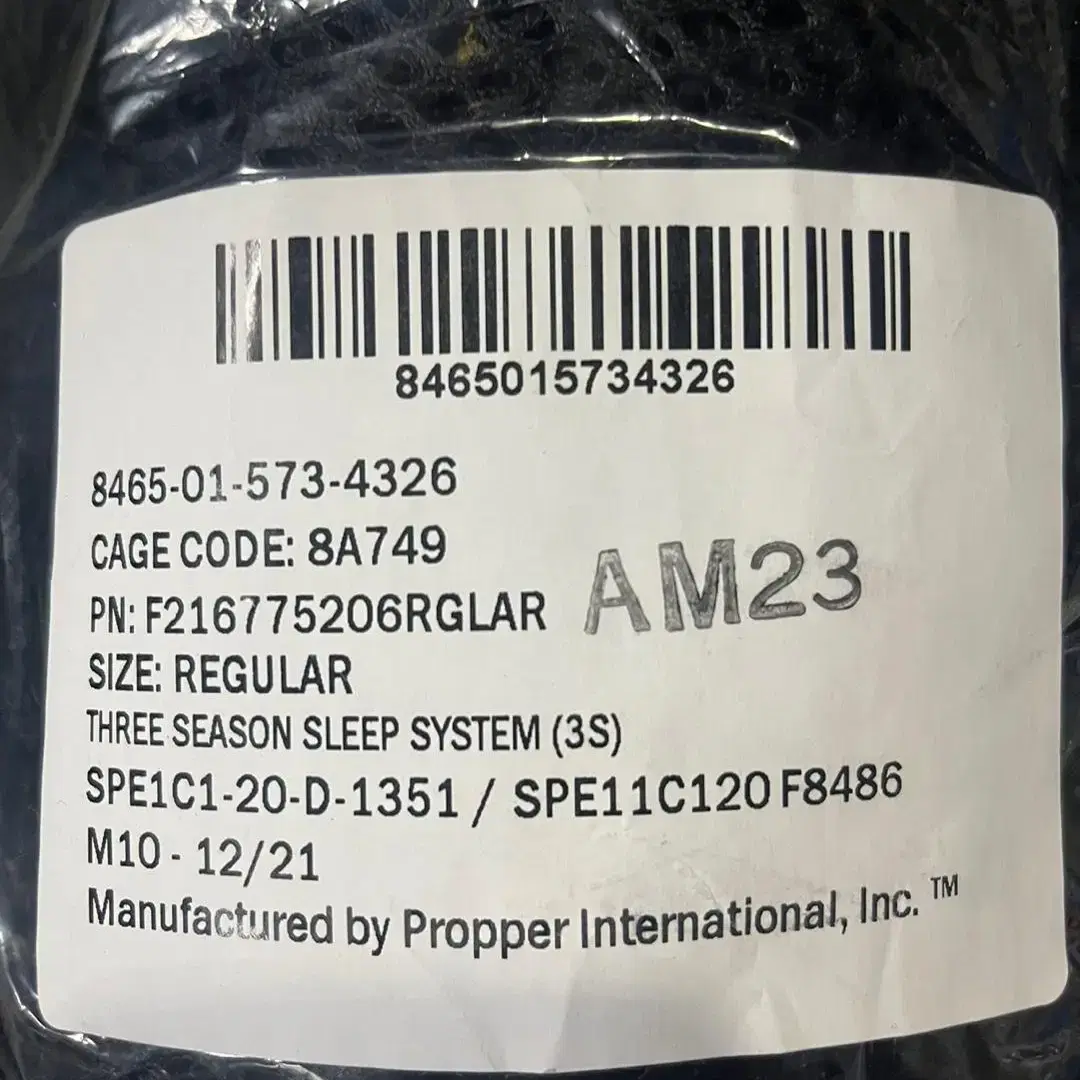 8465015734326
8465-01-573-4326
CAGE CODE: 8A749
PN: F216775206RGLAR
AM23
SIZE: REGULAR
THREE SEASON SLEEP SYSTEM (3S)
SPE1C1-20-D-1351 / SPE11C120 F8486
M10 - 12/21
Manufactured by Propper International, Inc. ™